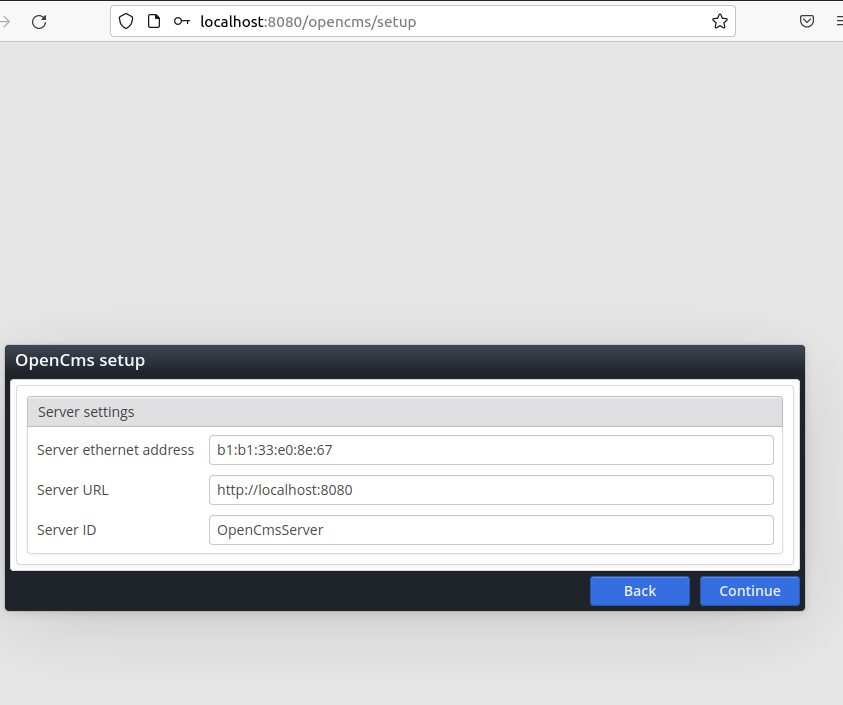 localhost:8080/opencms/setup
OpenCms setup
Server settings
Server ethernet address b1:b1:33:e0:8e:67
Server URL http://localhost:8080
Server ID OpenCmsServer
Back Continue